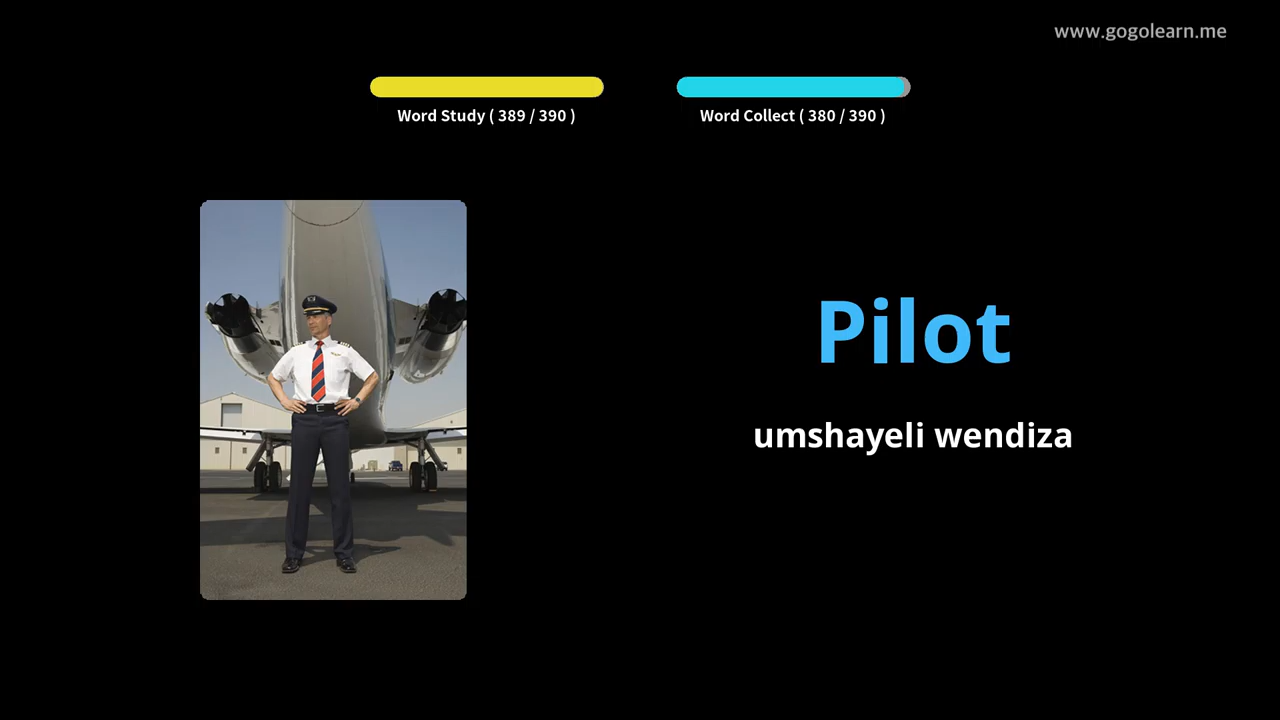 www.gogolearn.me
Word Study ( 389 / 390 )
Word Collect ( 380 / 390 )
Pilot
umshayeli wendiza